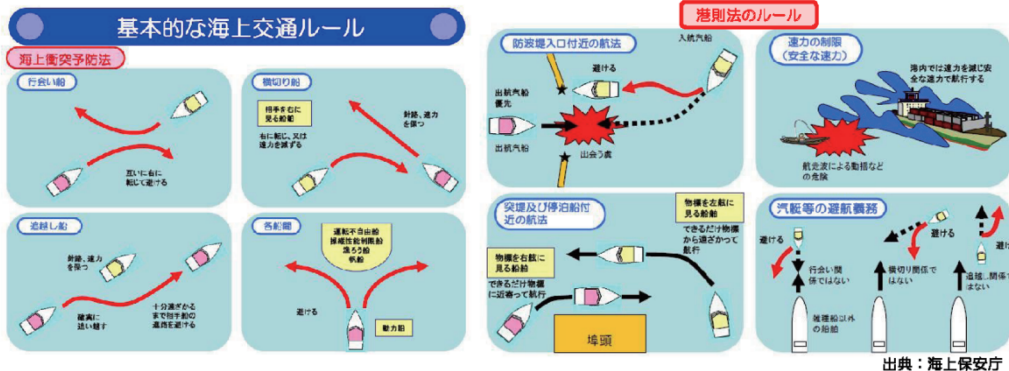 基本的な海上交通ルール
海上衝突予防法
行会い船
互いに右に
転じて避ける
横切り船
相手を右に
見る船舶
右に転じ、又は
速力を減ずる
針路、速力
を保つ
追越し船
針路、速力
を保つ
確実に
追い越す
十分遠ざかる
まで相手船の
進路を避ける
各船間
運転不自由船
操縦性能制限船
漁ろう船
帆船
避ける
動力船
港則法のルール
防波堤入口付近の航法
入航汽船
避ける
出航汽船
優先
出航汽船
出会う虞
速力の制限
(安全な速力)
港内では速力を減じ安
全な速力で航行する
航走波による動揺など
の危険
突堤及び停泊船付
近の航法
物標を左舷に
見る船舶
できるだけ物標
から遠ざかって
航行
物標を右舷に
見る船舶
できるだけ物標
に近寄って航行
埠頭
汽艇等の避航義務
避ける
行会い関
係ではない
雑種船以外
の船舶
避ける
横切り関係で
はない
避け
追越し関係で
はない
出典：海上保安庁